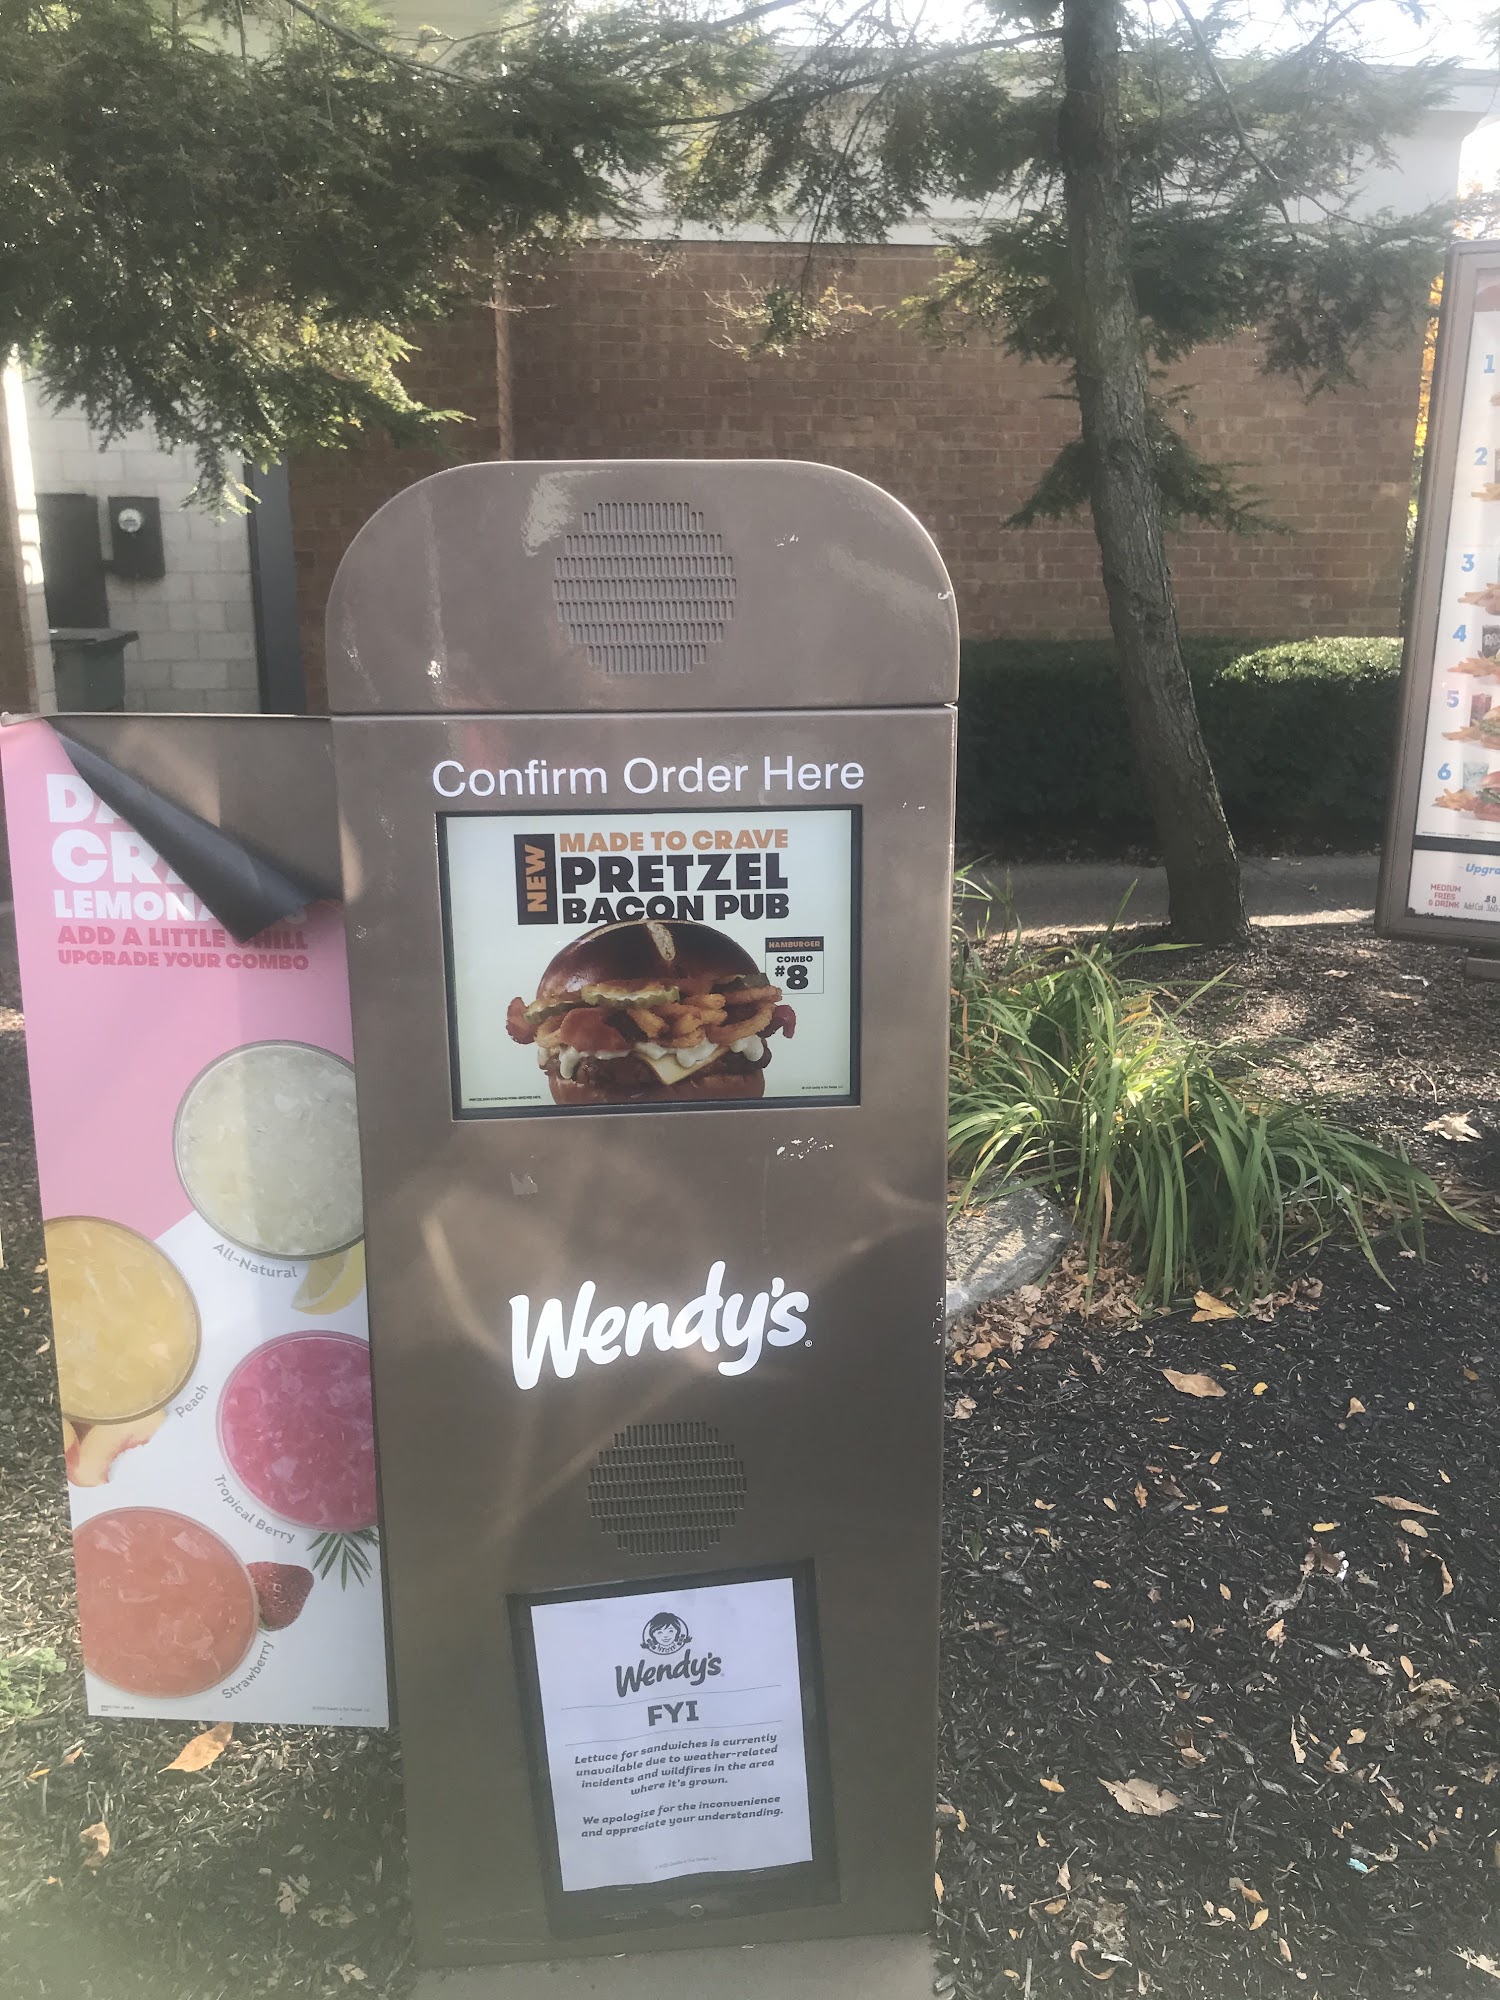 Confirm Order Here
NEW
MADE TO CRAVE
PRETZEL
BACON PUB
HAMBURGER
COMBO
#8
Wendy's
Wendy's
FYI
Lettuce for sandwiches is currently
unavailable due to weather-related
incidents and wildfires in the area
where it's grown.
We apologize for the inconvenience
and appreciate your understanding.
ADD A LITTLE
UPGRADE YOUR COMBO
All-Natural
Peach
Tropical Berry
Strawberry
1
2
3
4
5
6
MEDIUM
FRIES
& DRINK